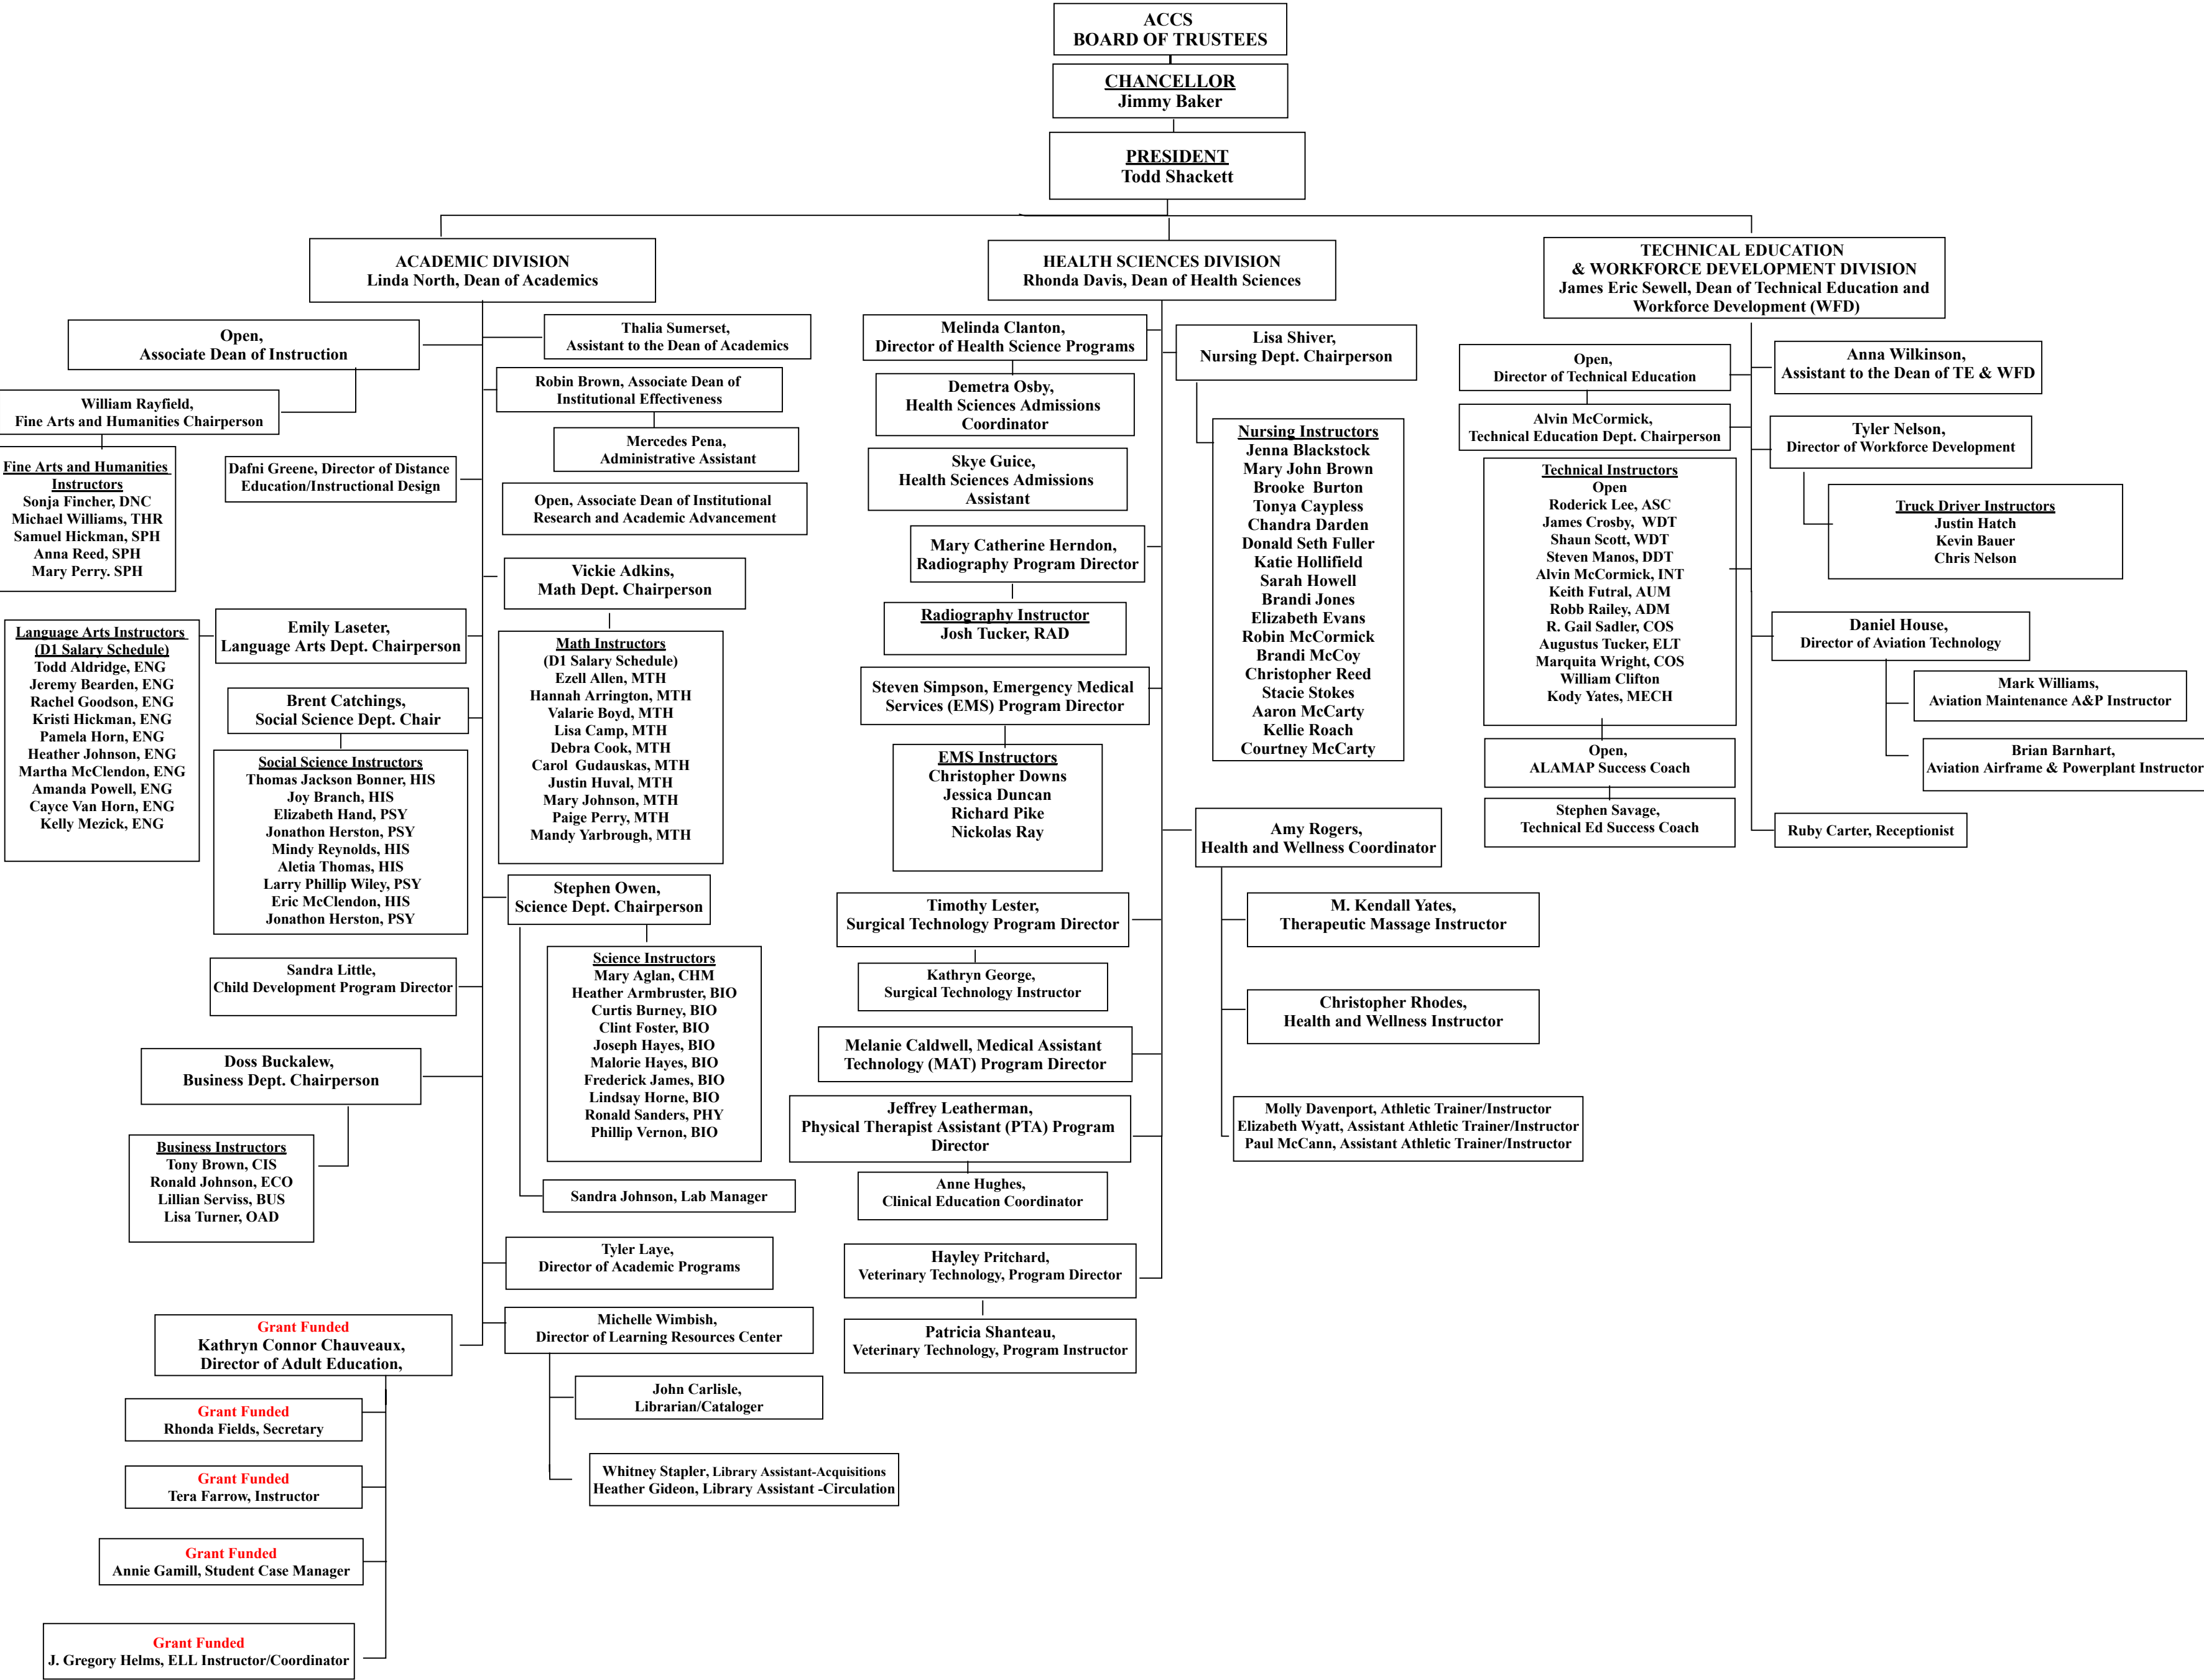 ACCS
BOARD OF TRUSTEES
CHANCELLOR
Jimmy Baker
PRESIDENT
Todd Shackett
ACADEMIC DIVISION
Linda North, Dean of Academics
Open,
Associate Dean of Instruction
Thalia Sumerset,
Assistant to the Dean of Academics
William Rayfield,
Fine Arts and Humanities Chairperson
Robin Brown, Associate Dean of
Institutional Effectiveness
Mercedes Pena,
Administrative Assistant
Fine Arts and Humanities
Instructors
Sonja Fincher, DNC
Michael Williams, THR
Samuel Hickman, SPH
Anna Reed, SPH
Mary Perry. SPH
Dafni Greene, Director of Distance
Education/Instructional Design
Open, Associate Dean of Institutional
Research and Academic Advancement
Vickie Adkins,
Math Dept. Chairperson
Math Instructors
(D1 Salary Schedule)
Ezell Allen, MTH
Hannah Arrington, MTH
Valarie Boyd, MTH
Lisa Camp, MTH
Debra Cook, MTH
Carol  Gudauskas, MTH
Justin Huval, MTH
Mary Johnson, MTH
Paige Perry, MTH
Mandy Yarbrough, MTH
Emily Laseter,
Language Arts Dept. Chairperson
Language Arts Instructors
(D1 Salary Schedule)
Todd Aldridge, ENG
Jeremy Bearden, ENG
Rachel Goodson, ENG
Kristi Hickman, ENG
Pamela Horn, ENG
Heather Johnson, ENG
Martha McClendon, ENG
Amanda Powell, ENG
Cayce Van Horn, ENG
Kelly Mezick, ENG
Brent Catchings,
Social Science Dept. Chair
Social Science Instructors
Thomas Jackson Bonner, HIS
Joy Branch, HIS
Elizabeth Hand, PSY
Jonathon Herston, PSY
Mindy Reynolds, HIS
Aletia Thomas, HIS
Larry Phillip Wiley, PSY
Eric McClendon, HIS
Jonathon Herston, PSY
Stephen Owen,
Science Dept. Chairperson
Science Instructors
Mary Aglan, CHM
Heather Armbruster, BIO
Curtis Burney, BIO
Clint Foster, BIO
Joseph Hayes, BIO
Malorie Hayes, BIO
Frederick James, BIO
Lindsay Horne, BIO
Ronald Sanders, PHY
Phillip Vernon, BIO
Sandra Johnson, Lab Manager
Sandra Little,
Child Development Program Director
Doss Buckalew,
Business Dept. Chairperson
Business Instructors
Tony Brown, CIS
Ronald Johnson, ECO
Lillian Serviss, BUS
Lisa Turner, OAD
Tyler Laye,
Director of Academic Programs
Michelle Wimbish,
Director of Learning Resources Center
John Carlisle,
Librarian/Cataloger
Whitney Stapler, Library Assistant-Acquisitions
Heather Gideon, Library Assistant -Circulation
Grant Funded
Kathryn Connor Chauveaux,
Director of Adult Education,
Grant Funded
Rhonda Fields, Secretary
Grant Funded
Tera Farrow, Instructor
Grant Funded
Annie Gamill, Student Case Manager
Grant Funded
J. Gregory Helms, ELL Instructor/Coordinator
HEALTH SCIENCES DIVISION
Rhonda Davis, Dean of Health Sciences
Melinda Clanton,
Director of Health Science Programs
Demetra Osby,
Health Sciences Admissions
Coordinator
Skye Guice,
Health Sciences Admissions
Assistant
Mary Catherine Herndon,
Radiography Program Director
Radiography Instructor
Josh Tucker, RAD
Steven Simpson, Emergency Medical
Services (EMS) Program Director
EMS Instructors
Christopher Downs
Jessica Duncan
Richard Pike
Nickolas Ray
Timothy Lester,
Surgical Technology Program Director
Kathryn George,
Surgical Technology Instructor
Melanie Caldwell, Medical Assistant
Technology (MAT) Program Director
Jeffrey Leatherman,
Physical Therapist Assistant (PTA) Program
Director
Anne Hughes,
Clinical Education Coordinator
Hayley Pritchard,
Veterinary Technology, Program Director
Patricia Shanteau,
Veterinary Technology, Program Instructor
Lisa Shiver,
Nursing Dept. Chairperson
Nursing Instructors
Jenna Blackstock
Mary John Brown
Brooke  Burton
Tonya Caypless
Chandra Darden
Donald Seth Fuller
Katie Hollifield
Sarah Howell
Brandi Jones
Elizabeth Evans
Robin McCormick
Brandi McCoy
Christopher Reed
Stacie Stokes
Aaron McCarty
Kellie Roach
Courtney McCarty
Amy Rogers,
Health and Wellness Coordinator
M. Kendall Yates,
Therapeutic Massage Instructor
Christopher Rhodes,
Health and Wellness Instructor
Molly Davenport, Athletic Trainer/Instructor
Elizabeth Wyatt, Assistant Athletic Trainer/Instructor
Paul McCann, Assistant Athletic Trainer/Instructor
TECHNICAL EDUCATION
& WORKFORCE DEVELOPMENT DIVISION
James Eric Sewell, Dean of Technical Education and
Workforce Development (WFD)
Open,
Director of Technical Education
Alvin McCormick,
Technical Education Dept. Chairperson
Technical Instructors
Open
Roderick Lee, ASC
James Crosby,  WDT
Shaun Scott, WDT
Steven Manos, DDT
Alvin McCormick, INT
Keith Futral, AUM
Robb Railey, ADM
R. Gail Sadler, COS
Augustus Tucker, ELT
Marquita Wright, COS
William Clifton
Kody Yates, MECH
Open,
ALAMAP Success Coach
Stephen Savage,
Technical Ed Success Coach
Anna Wilkinson,
Assistant to the Dean of TE & WFD
Tyler Nelson,
Director of Workforce Development
Truck Driver Instructors
Justin Hatch
Kevin Bauer
Chris Nelson
Daniel House,
Director of Aviation Technology
Mark Williams,
Aviation Maintenance A&P Instructor
Brian Barnhart,
Aviation Airframe & Powerplant Instructor
Ruby Carter, Receptionist